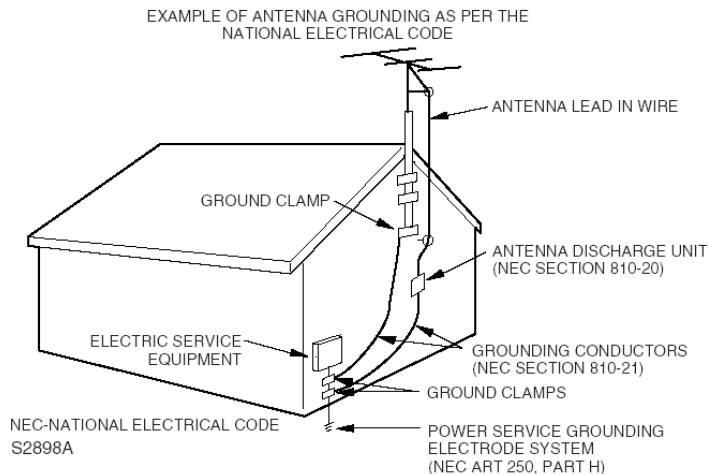 EXAMPLE OF ANTENNA GROUNDING AS PER THE
NATIONAL ELECTRICAL CODE
ANTENNA LEAD IN WIRE
GROUND CLAMP
ANTENNA DISCHARGE UNIT
(NEC SECTION 810-20)
ELECTRIC SERVICE
EQUIPMENT
GROUNDING CONDUCTORS
(NEC SECTION 810-21)
GROUND CLAMPS
NEC-NATIONAL ELECTRICAL CODE
S2898A
POWER SERVICE GROUNDING
ELECTRODE SYSTEM
(NEC ART 250, PART H)